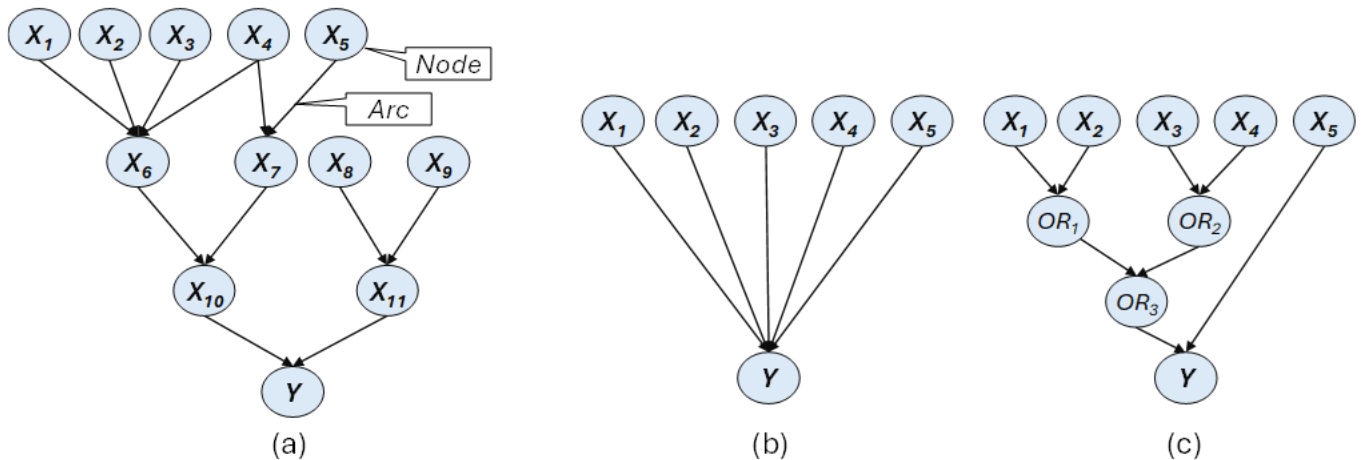 X1 X2 X3 X4 X5
Node
Arc
X1 X2 X3 X4 X5
X1 X2 X3 X4 X5
X6 X7 X8 X9
OR1 OR2
X10 X11
OR3
Y
Y
Y
(a) (b) (c)